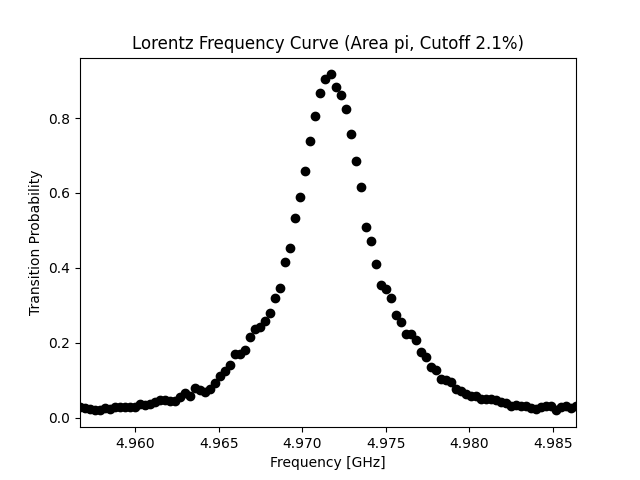 Lorentz Frequency Curve (Area pi, Cutoff 2.1%)
Transition Probability
0.8
0.6
0.4
0.2
0.0
4.960 4.965 4.970 4.975 4.980 4.985
Frequency [GHz]